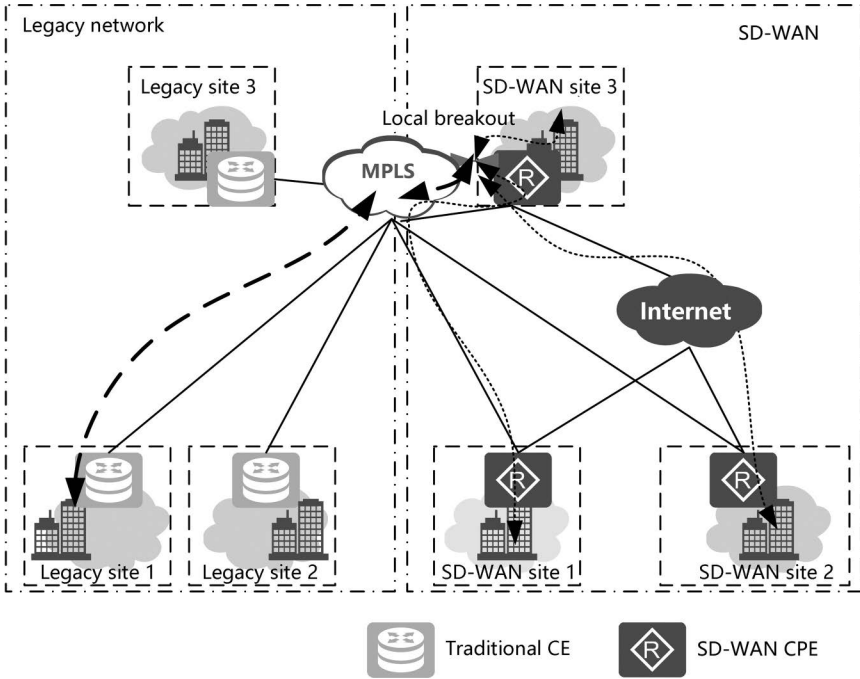 Legacy network
SD-WAN
Legacy site 3
SD-WAN site 3
Local breakout
MPLS
R
Internet
R
R
Legacy site 1
Legacy site 2
SD-WAN site 1
SD-WAN site 2
Traditional CE
R
SD-WAN CPE